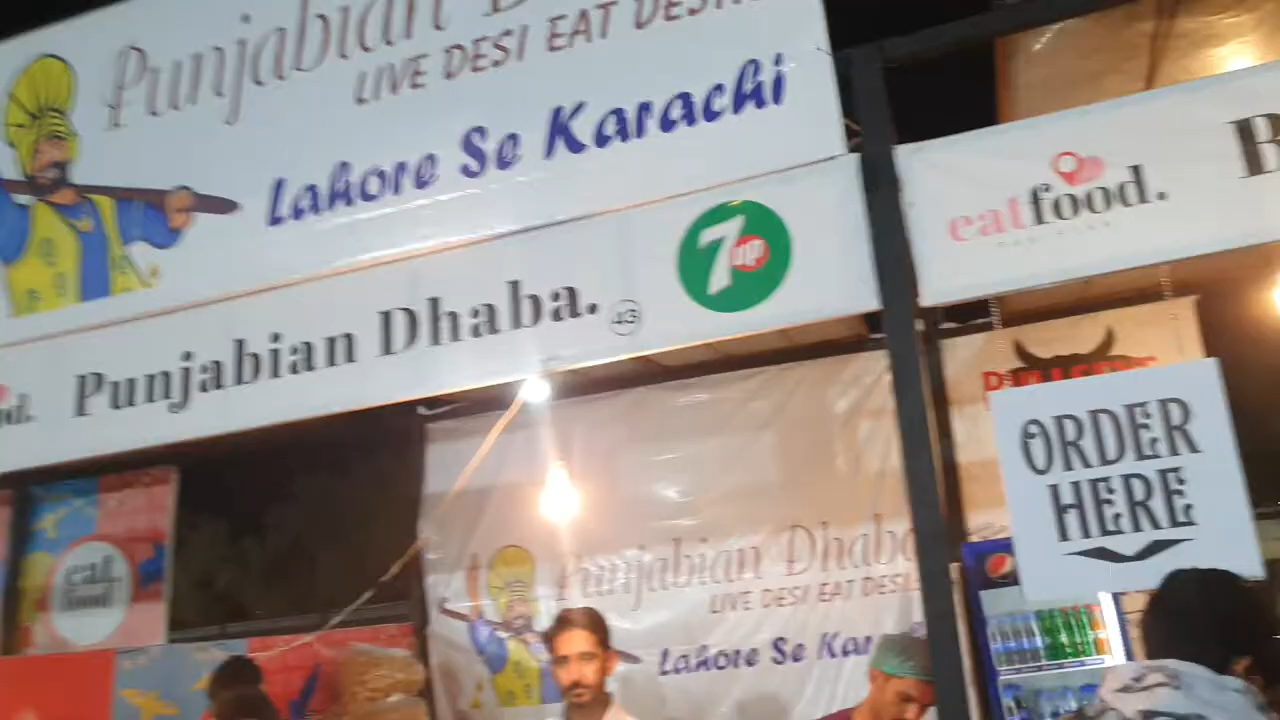 Punjabian
LIVE DESI EAT DESI
Lahore Se Karachi
Punjabian Dhaba.
43
7up
eatfood.
ORDER
HERE
eat
food
Punjabian Dhaba
LIVE DESI EAT DESI
Lahore Se Kar